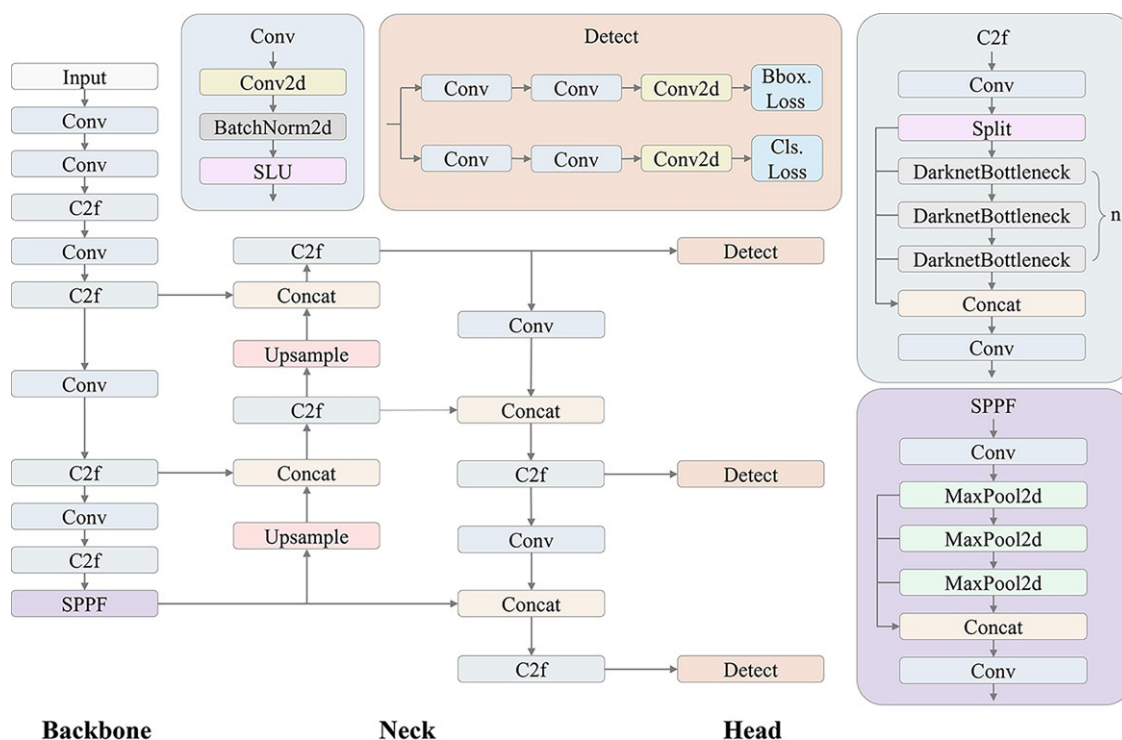 Input
Conv
Conv
C2f
Conv
C2f
Conv
C2f
Conv
C2f
SPPF
Conv
Conv2d
BatchNorm2d
SLU
Detect
Conv
Conv
Conv2d
Bbox.
Loss
Conv
Conv
Conv2d
Cls.
Loss
C2f
Concat
Upsample
C2f
Concat
Upsample
Conv
Concat
C2f
Conv
Concat
C2f
Detect
Detect
Detect
C2f
Conv
Split
DarknetBottleneck
DarknetBottleneck
DarknetBottleneck
n
Concat
Conv
SPPF
Conv
MaxPool2d
MaxPool2d
MaxPool2d
Concat
Conv
Backbone
Neck
Head